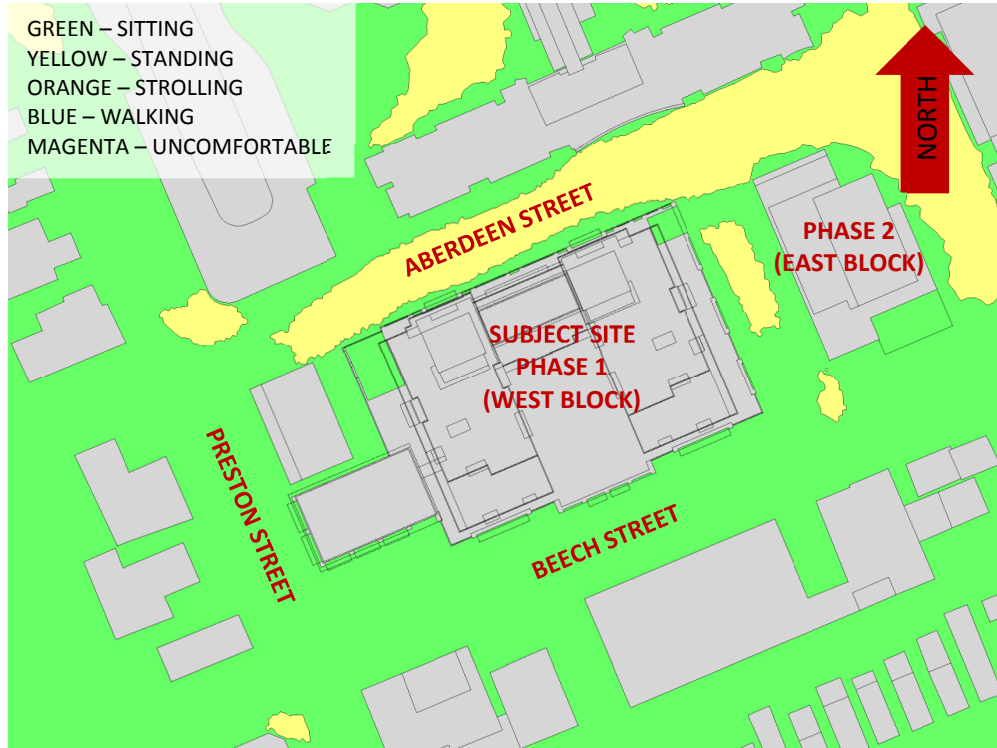 GREEN – SITTING
YELLOW – STANDING
ORANGE – STROLLING
BLUE – WALKING
MAGENTA – UNCOMFORTABLE
NORTH
ABERDEEN STREET
PHASE 2
(EAST BLOCK)
SUBJECT SITE
PHASE 1
(WEST BLOCK)
PRESTON STREET
BEECH STREET